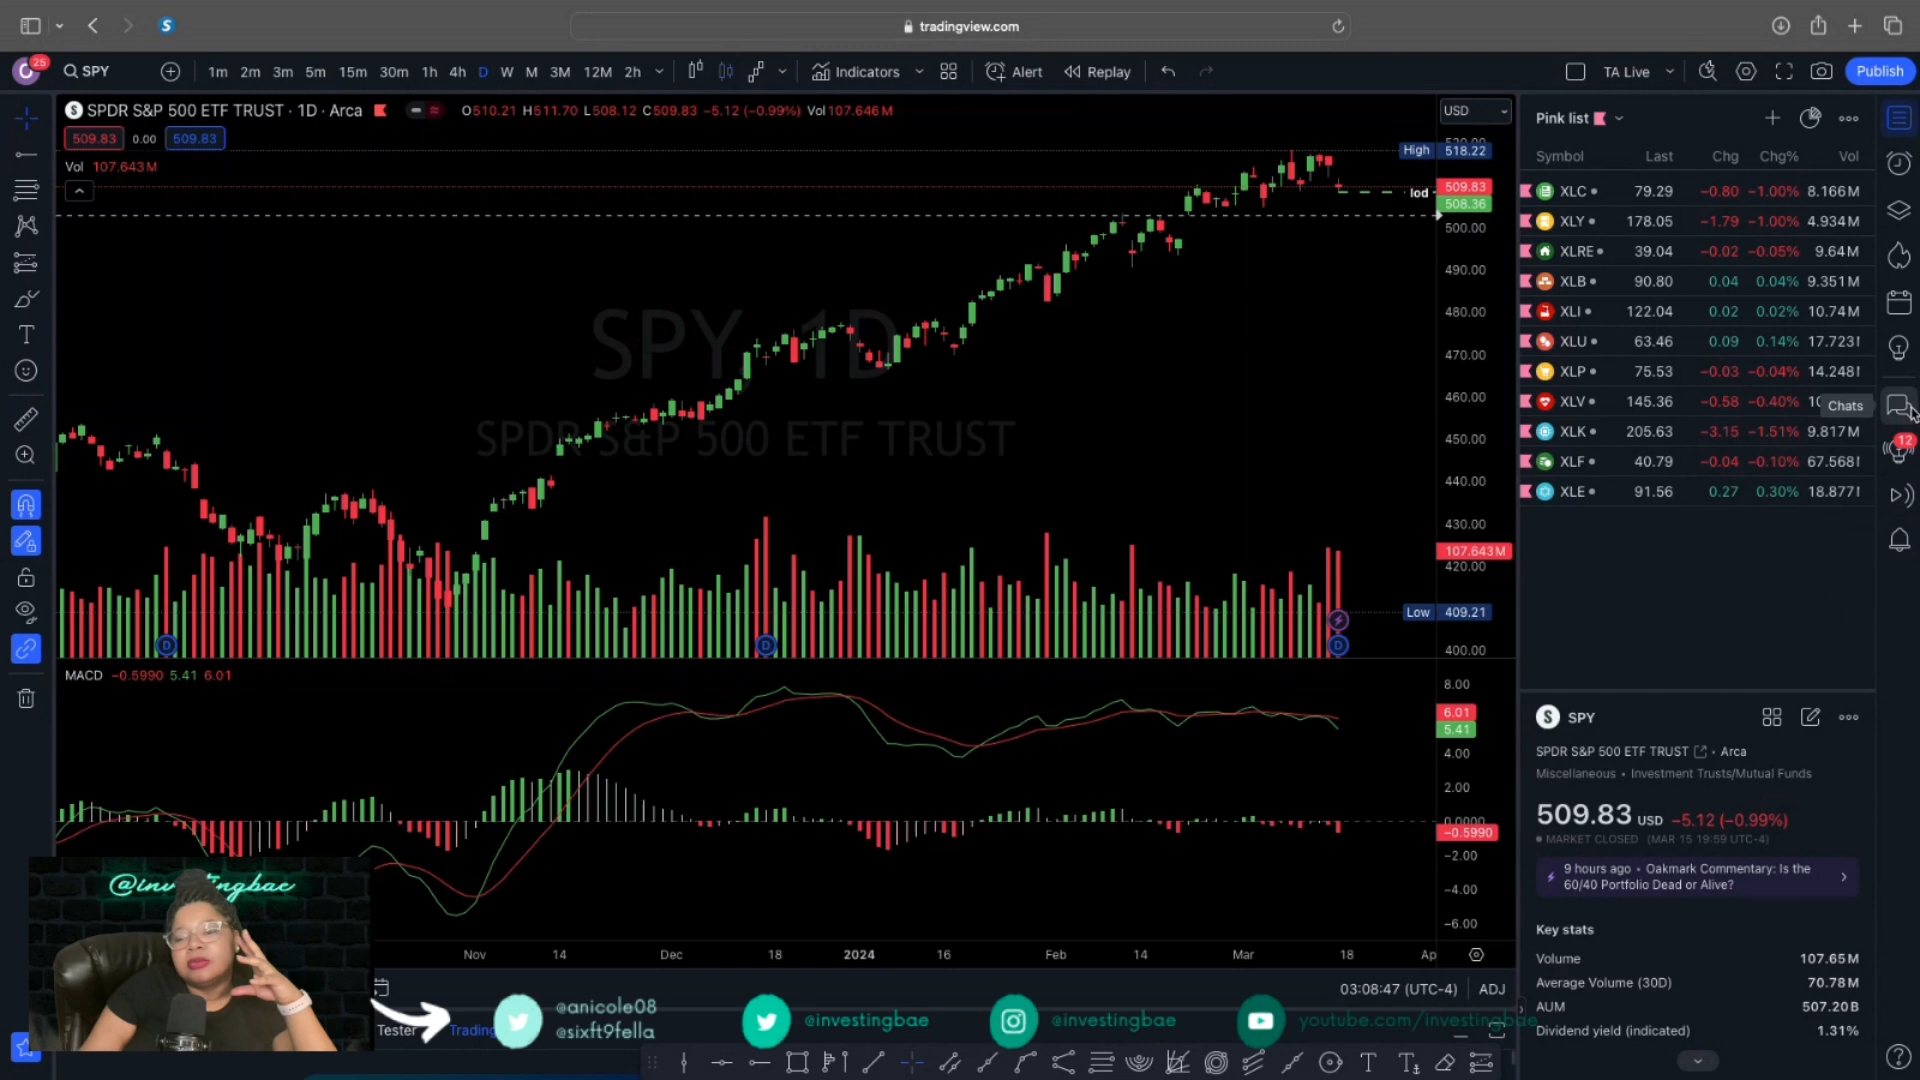 tradingview.com
25
SPY
1m 2m 3m 5m 15m 30m 1h 4h D W M 3M 12M 2h
Indicators
Alert
Replay
TA Live
Publish
SPDR S&P 500 ETF TRUST · 1D · Arca
O510.21 H511.70 L508.12 C509.83 −5.12 (−0.99%) Vol107.646M
509.83 0.00 509.83
Vol 107.643M
USD
High 518.22
509.83
lod
508.36
500.00
490.00
480.00
470.00
460.00
450.00
440.00
430.00
107.643M
420.00
Low 409.21
400.00
SPY, 1D
SPDR S&P 500 ETF TRUST
D
D
D
MACD −0.5990 5.41 6.01
8.00
6.01
5.41
4.00
2.00
0.0000
−0.5990
−2.00
−4.00
−6.00
Nov 14 Dec 18 2024 16 Feb 14 Mar 18 Ap
03:08:47 (UTC-4) ADJ
Pink list
Symbol Last Chg Chg% Vol
XLC 79.29 −0.80 −1.00% 8.166M
XLY 178.05 −1.79 −1.00% 4.934M
XLRE 39.04 −0.02 −0.05% 9.64M
XLB 90.80 0.04 0.04% 9.351M
XLI 122.04 0.02 0.02% 10.74M
XLU 63.46 0.09 0.14% 17.723
XLP 75.53 −0.03 −0.04% 14.248
XLV 145.36 −0.58 −0.40% 10
Chats
XLK 205.63 −3.15 −1.51% 9.817M
12
XLF 40.79 −0.04 −0.10% 67.568
XLE 91.56 0.27 0.30% 18.877
SPY
SPDR S&P 500 ETF TRUST • Arca
Miscellaneous • Investment Trusts/Mutual Funds
509.83 USD −5.12 (−0.99%)
MARKET CLOSED (MAR 15 19:59 UTC-4)
9 hours ago • Oakmark Commentary: Is the
60/40 Portfolio Dead or Alive?
Key stats
Volume 107.65M
Average Volume (30D) 70.78M
AUM 507.20B
Dividend yield (indicated) 1.31%
@investingbae
Tester
Trading
@anicole08
@sixft9fella
@investingbae
@investingbae
youtube.com/investingbae